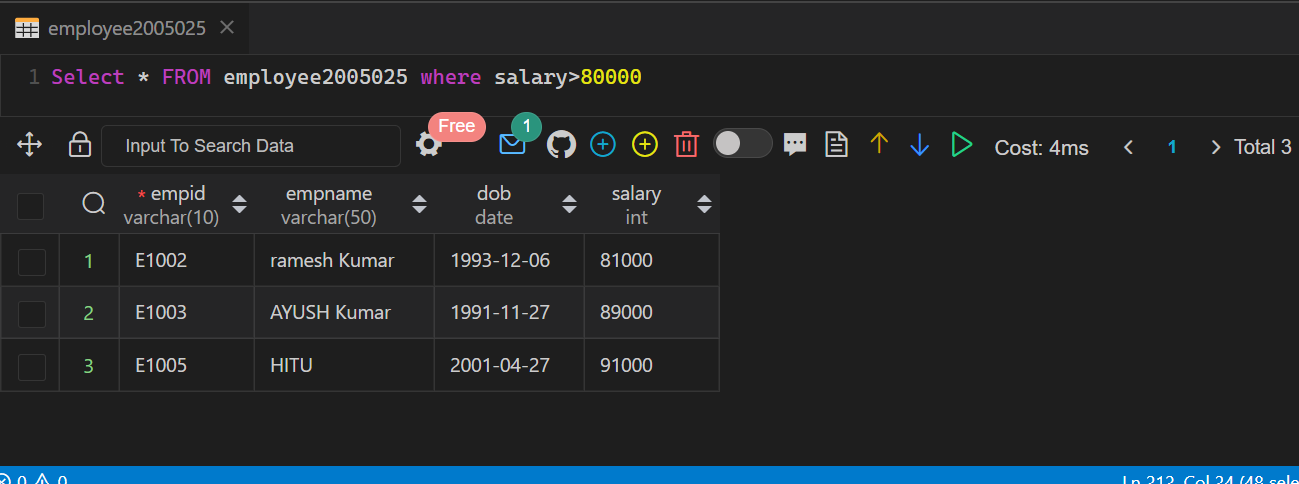 employee2005025
1 Select * FROM employee2005025 where salary>80000
Input To Search Data Free 1 Cost: 4ms 1 Total 3
* empid empname dob salary
varchar(10) varchar(50) date int
1 E1002 ramesh Kumar 1993-12-06 81000
2 E1003 AYUSH Kumar 1991-11-27 89000
3 E1005 HITU 2001-04-27 91000
0 0 Ln 212, Col 24 (48 sele